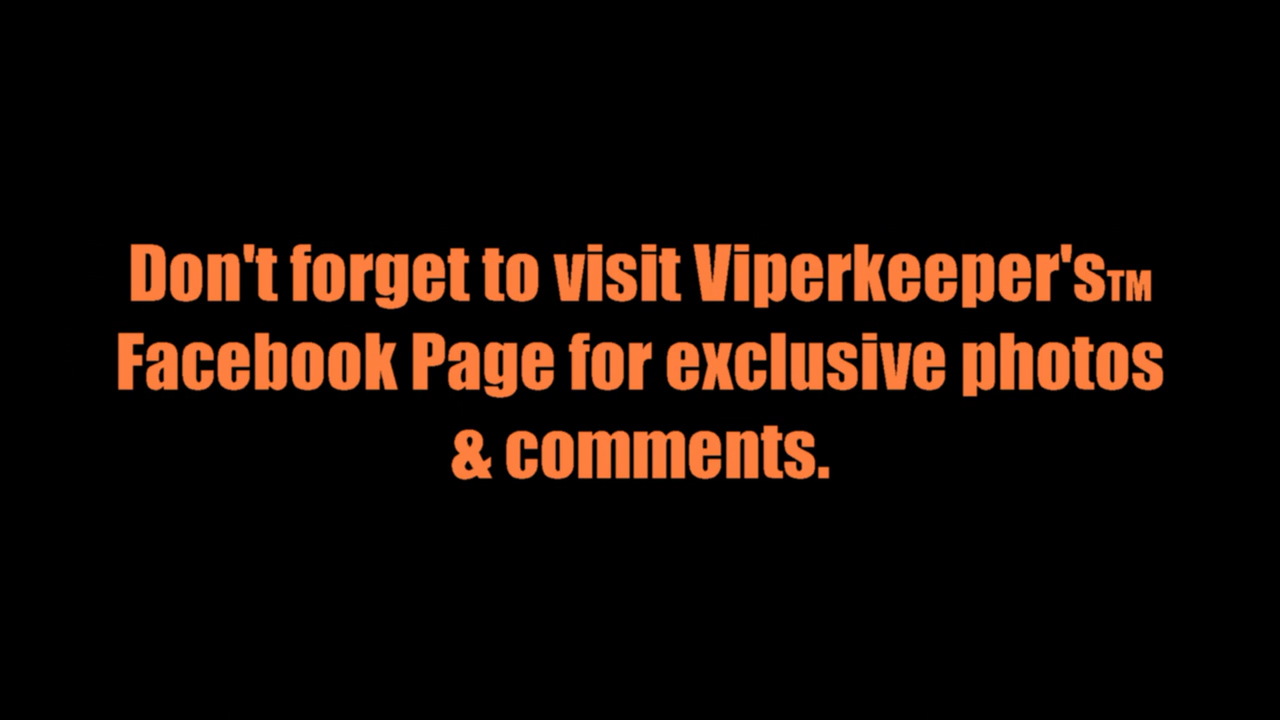 Don't forget to visit Viperkeeper's™
Facebook Page for exclusive photos
& comments.